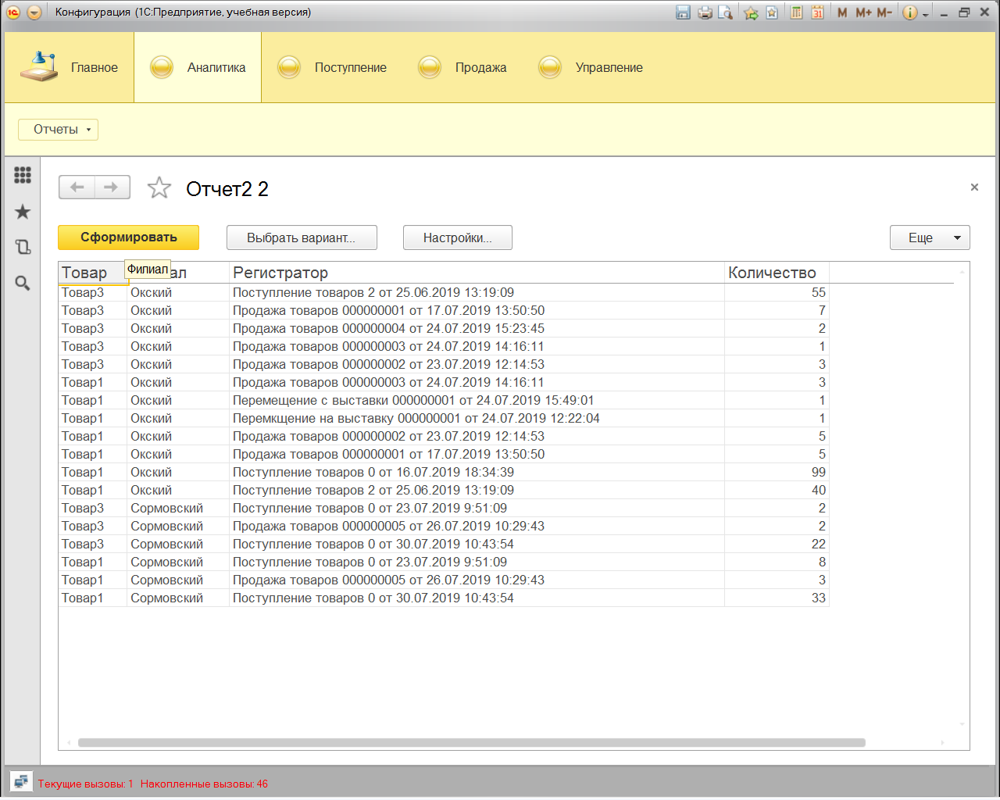 Конфигурация (1С:Предприятие, учебная версия)
31 M M+ M-
Главное Аналитика Поступление Продажа Управление
Отчеты
Отчет2 2
Сформировать Выбрать вариант... Настройки... Еще
Филиал
Товар ал Регистратор Количество
Товар3 Окский Поступление товаров 2 от 25.06.2019 13:19:09 55
Товар3 Окский Продажа товаров 000000001 от 17.07.2019 13:50:50 7
Товар3 Окский Продажа товаров 000000004 от 24.07.2019 15:23:45 2
Товар3 Окский Продажа товаров 000000003 от 24.07.2019 14:16:11 1
Товар3 Окский Продажа товаров 000000002 от 23.07.2019 12:14:53 3
Товар1 Окский Продажа товаров 000000003 от 24.07.2019 14:16:11 3
Товар1 Окский Перемещение с выставки 000000001 от 24.07.2019 15:49:01 1
Товар1 Окский Перемкщение на выставку 000000001 от 24.07.2019 12:22:04 1
Товар1 Окский Продажа товаров 000000002 от 23.07.2019 12:14:53 5
Товар1 Окский Продажа товаров 000000001 от 17.07.2019 13:50:50 5
Товар1 Окский Поступление товаров 0 от 16.07.2019 18:34:39 99
Товар1 Окский Поступление товаров 2 от 25.06.2019 13:19:09 40
Товар3 Сормовский Поступление товаров 0 от 23.07.2019 9:51:09 2
Товар3 Сормовский Продажа товаров 000000005 от 26.07.2019 10:29:43 2
Товар3 Сормовский Поступление товаров 0 от 30.07.2019 10:43:54 22
Товар1 Сормовский Поступление товаров 0 от 23.07.2019 9:51:09 8
Товар1 Сормовский Продажа товаров 000000005 от 26.07.2019 10:29:43 3
Товар1 Сормовский Поступление товаров 0 от 30.07.2019 10:43:54 33
Текущие вызовы: 1 Накопленные вызовы: 46